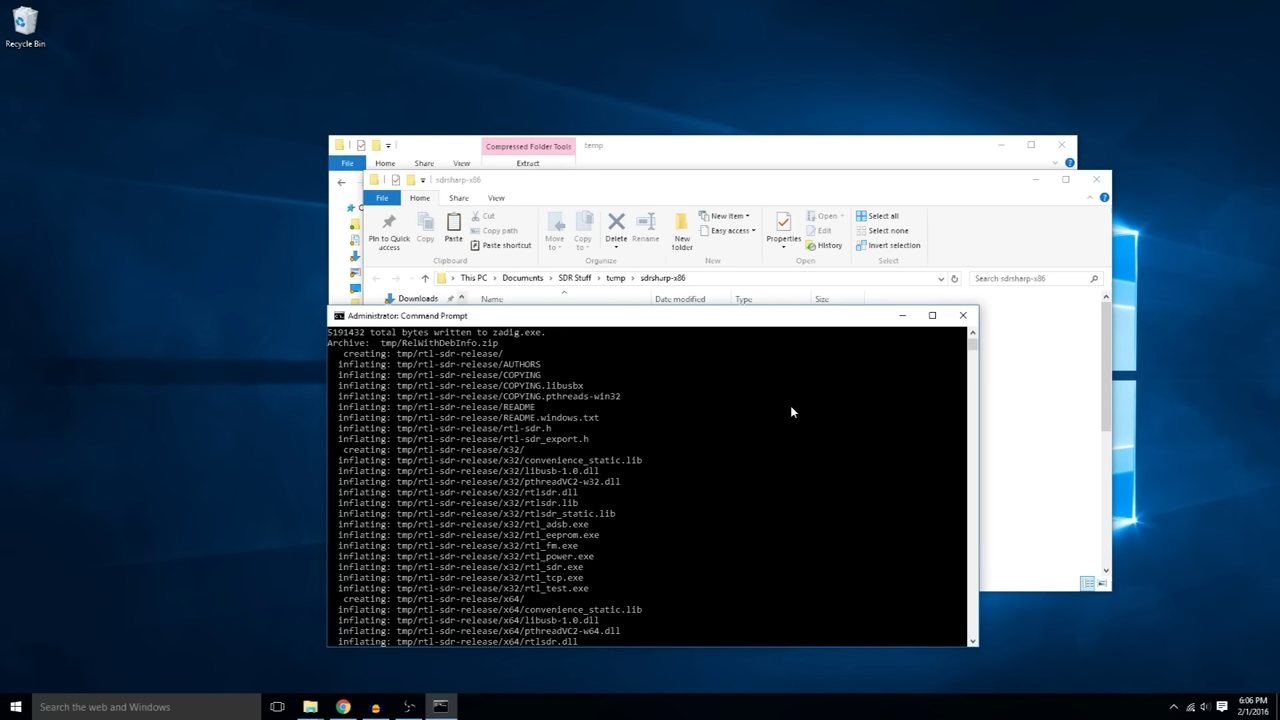 Recycle Bin
Compressed Folder Tools
temp
File
Home
Share
View
Extract
sdrsharp-x86
File
Home
Share
View
Pin to Quick access
Copy
Paste
Cut
Copy path
Paste shortcut
Clipboard
Move to
Copy to
Delete
Rename
Organize
New folder
New item
Easy access
New
Properties
Open
Edit
History
Open
Select all
Select none
Invert selection
Select
This PC > Documents > SDR Stuff > temp > sdrsharp-x86
Search sdrsharp-x86
Downloads
Name
Date modified
Type
Size
Administrator: Command Prompt
5191432 total bytes written to zadig.exe.
Archive:  tmp/RelWithDebInfo.zip
creating: tmp/rtl-sdr-release/
inflating: tmp/rtl-sdr-release/AUTHORS
inflating: tmp/rtl-sdr-release/COPYING
inflating: tmp/rtl-sdr-release/COPYING.libusbx
inflating: tmp/rtl-sdr-release/COPYING.pthreads-win32
inflating: tmp/rtl-sdr-release/README
inflating: tmp/rtl-sdr-release/README.windows.txt
inflating: tmp/rtl-sdr-release/rtl-sdr.h
inflating: tmp/rtl-sdr-release/rtl-sdr_export.h
creating: tmp/rtl-sdr-release/x32/
inflating: tmp/rtl-sdr-release/x32/convenience_static.lib
inflating: tmp/rtl-sdr-release/x32/libusb-1.0.dll
inflating: tmp/rtl-sdr-release/x32/pthreadVC2-w32.dll
inflating: tmp/rtl-sdr-release/x32/rtlsdr.dll
inflating: tmp/rtl-sdr-release/x32/rtlsdr.lib
inflating: tmp/rtl-sdr-release/x32/rtlsdr_static.lib
inflating: tmp/rtl-sdr-release/x32/rtl_adsb.exe
inflating: tmp/rtl-sdr-release/x32/rtl_eeprom.exe
inflating: tmp/rtl-sdr-release/x32/rtl_fm.exe
inflating: tmp/rtl-sdr-release/x32/rtl_power.exe
inflating: tmp/rtl-sdr-release/x32/rtl_sdr.exe
inflating: tmp/rtl-sdr-release/x32/rtl_tcp.exe
inflating: tmp/rtl-sdr-release/x32/rtl_test.exe
creating: tmp/rtl-sdr-release/x64/
inflating: tmp/rtl-sdr-release/x64/convenience_static.lib
inflating: tmp/rtl-sdr-release/x64/libusb-1.0.dll
inflating: tmp/rtl-sdr-release/x64/pthreadVC2-w64.dll
inflating: tmp/rtl-sdr-release/x64/rtlsdr.dll
Search the web and Windows
6:06 PM
2/1/2016